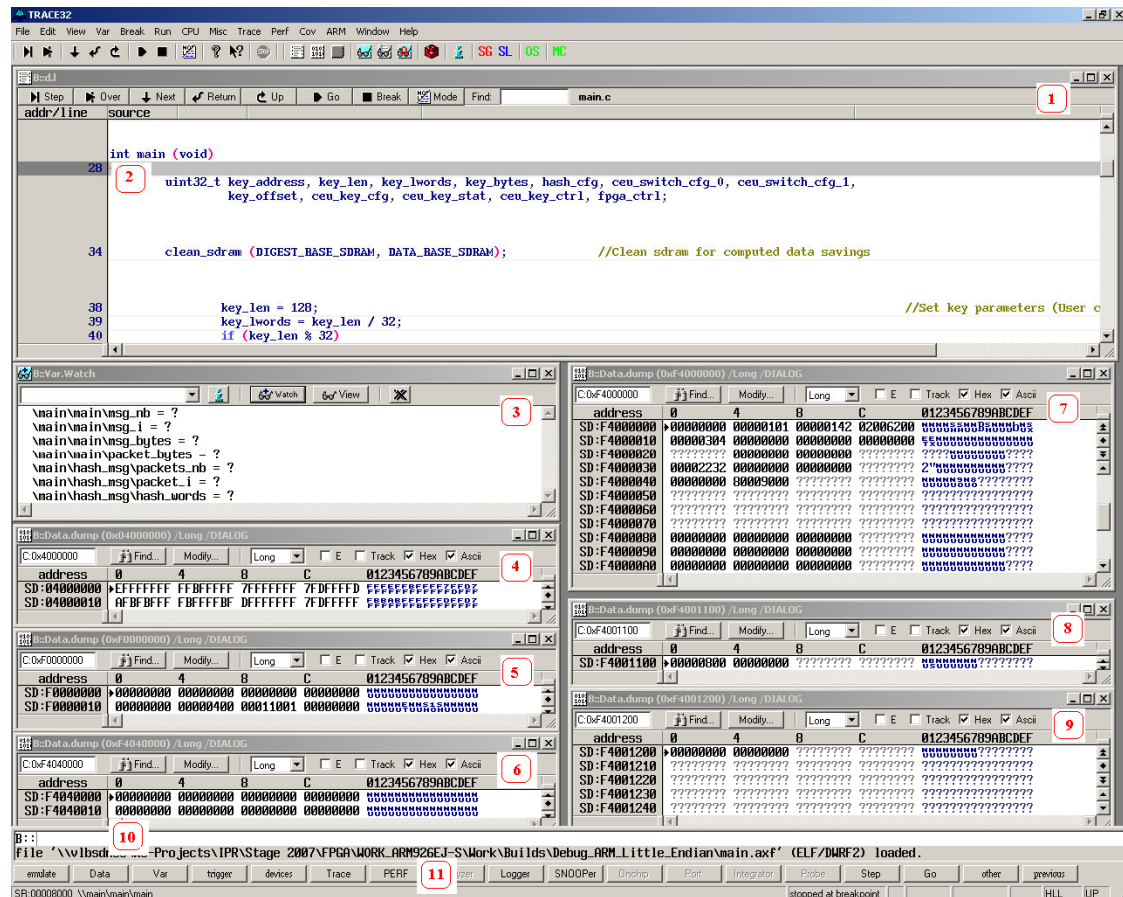 TRACE32
File Edit View Var Break Run CPU Misc Trace Perf Cov ARM Window Help
SG SL OS MC
B::d.l
Step Over Next Return Up Go Break Mode Find: main.c
1
addr/line source
int main (void)
28
2
uint32_t key_address, key_len, key_lwords, key_bytes, hash_cfg, ceu_switch_cfg_0, ceu_switch_cfg_1,
key_offset, ceu_key_cfg, ceu_key_stat, ceu_key_ctrl, fpga_ctrl;
34 clean_sdram (DIGEST_BASE_SDRAM, DATA_BASE_SDRAM); //Clean sdram for computed data savings
38 key_len = 128; //Set key parameters (User c
39 key_lwords = key_len / 32;
40 if (key_len % 32)
B::Var.Watch
Watch View
3
\main\main\msg_nb = ?
\main\main\msg_i = ?
\main\main\msg_bytes = ?
\main\main\packet_bytes = ?
\main\hash_msg\packets_nb = ?
\main\hash_msg\packet_i = ?
\main\hash_msg\hash_words = ?
B::Data.dump (0x04000000) /Long /DIALOG
C:0x4000000 Find... Modify... Long E Track Hex Ascii
4
address 0 4 8 C 0123456789ABCDEF
SD:04000000 EFFFFFFF FFBFFFFF 7FFFFFFF 7FDFFFFD
SD:04000010 AFBFBFFF FBFFFFBF DFFFFFFF 7FDFFFFF
B::Data.dump (0xF0000000) /Long /DIALOG
C:0xF0000000 Find... Modify... Long E Track Hex Ascii
5
address 0 4 8 C 0123456789ABCDEF
SD:F0000000 00000000 00000000 00000000 00000000
SD:F0000010 00000000 00000400 00011001 00000000
B::Data.dump (0xF4040000) /Long /DIALOG
C:0xF4040000 Find... Modify... Long E Track Hex Ascii
6
address 0 4 8 C 0123456789ABCDEF
SD:F4040000 00000000 00000000 00000000 00000000
SD:F4040010 00000000 00000000 00000000 00000000
B::Data.dump (0xF4000000) /Long /DIALOG
C:0xF4000000 Find... Modify... Long E Track Hex Ascii
7
address 0 4 8 C 0123456789ABCDEF
SD:F4000000 00000000 00000101 00000142 02006200
SD:F4000010 00000304 00000000 00000000 00000000
SD:F4000020 ???????? 00000000 00000000 00000000
SD:F4000030 00002232 00000000 00000000 ????????
SD:F4000040 00000000 80009000 ???????? ????????
SD:F4000050 ???????? ???????? ???????? ???????? ????????????????
SD:F4000060 ???????? ???????? ???????? ???????? ????????????????
SD:F4000070 ???????? ???????? ???????? ???????? ????????????????
SD:F4000080 00000000 00000000 00000000 ????????
SD:F4000090 00000000 00000000 00000000 ????????
SD:F40000A0 00000000 00000000 00000000 ????????
B::Data.dump (0xF4001100) /Long /DIALOG
C:0xF4001100 Find... Modify... Long E Track Hex Ascii
8
address 0 4 8 C 0123456789ABCDEF
SD:F4001100 00000800 00000000 ???????? ????????
B::Data.dump (0xF4001200) /Long /DIALOG
C:0xF4001200 Find... Modify... Long E Track Hex Ascii
9
address 0 4 8 C 0123456789ABCDEF
SD:F4001200 00000000 00000000 ???????? ????????
SD:F4001210 ???????? ???????? ???????? ???????? ????????????????
SD:F4001220 ???????? ???????? ???????? ???????? ????????????????
SD:F4001230 ???????? ???????? ???????? ???????? ????????????????
SD:F4001240 ???????? ???????? ???????? ???????? ????????????????
B::
10
file -Projects\IPR\Stage 2007\FPGA\WORK_ARM926EJ-S\Work\Builds\Debug_ARM_Little_Endian\main.axf' (ELF/DWRF2) loaded.
emulate Data Var trigger devices Trace PERF 11 Logger SNOOPer Onchip Port Integrator Probe Step Go other previous
SR:00008000 \\main\main\main stopped at breakpoint HLL UP